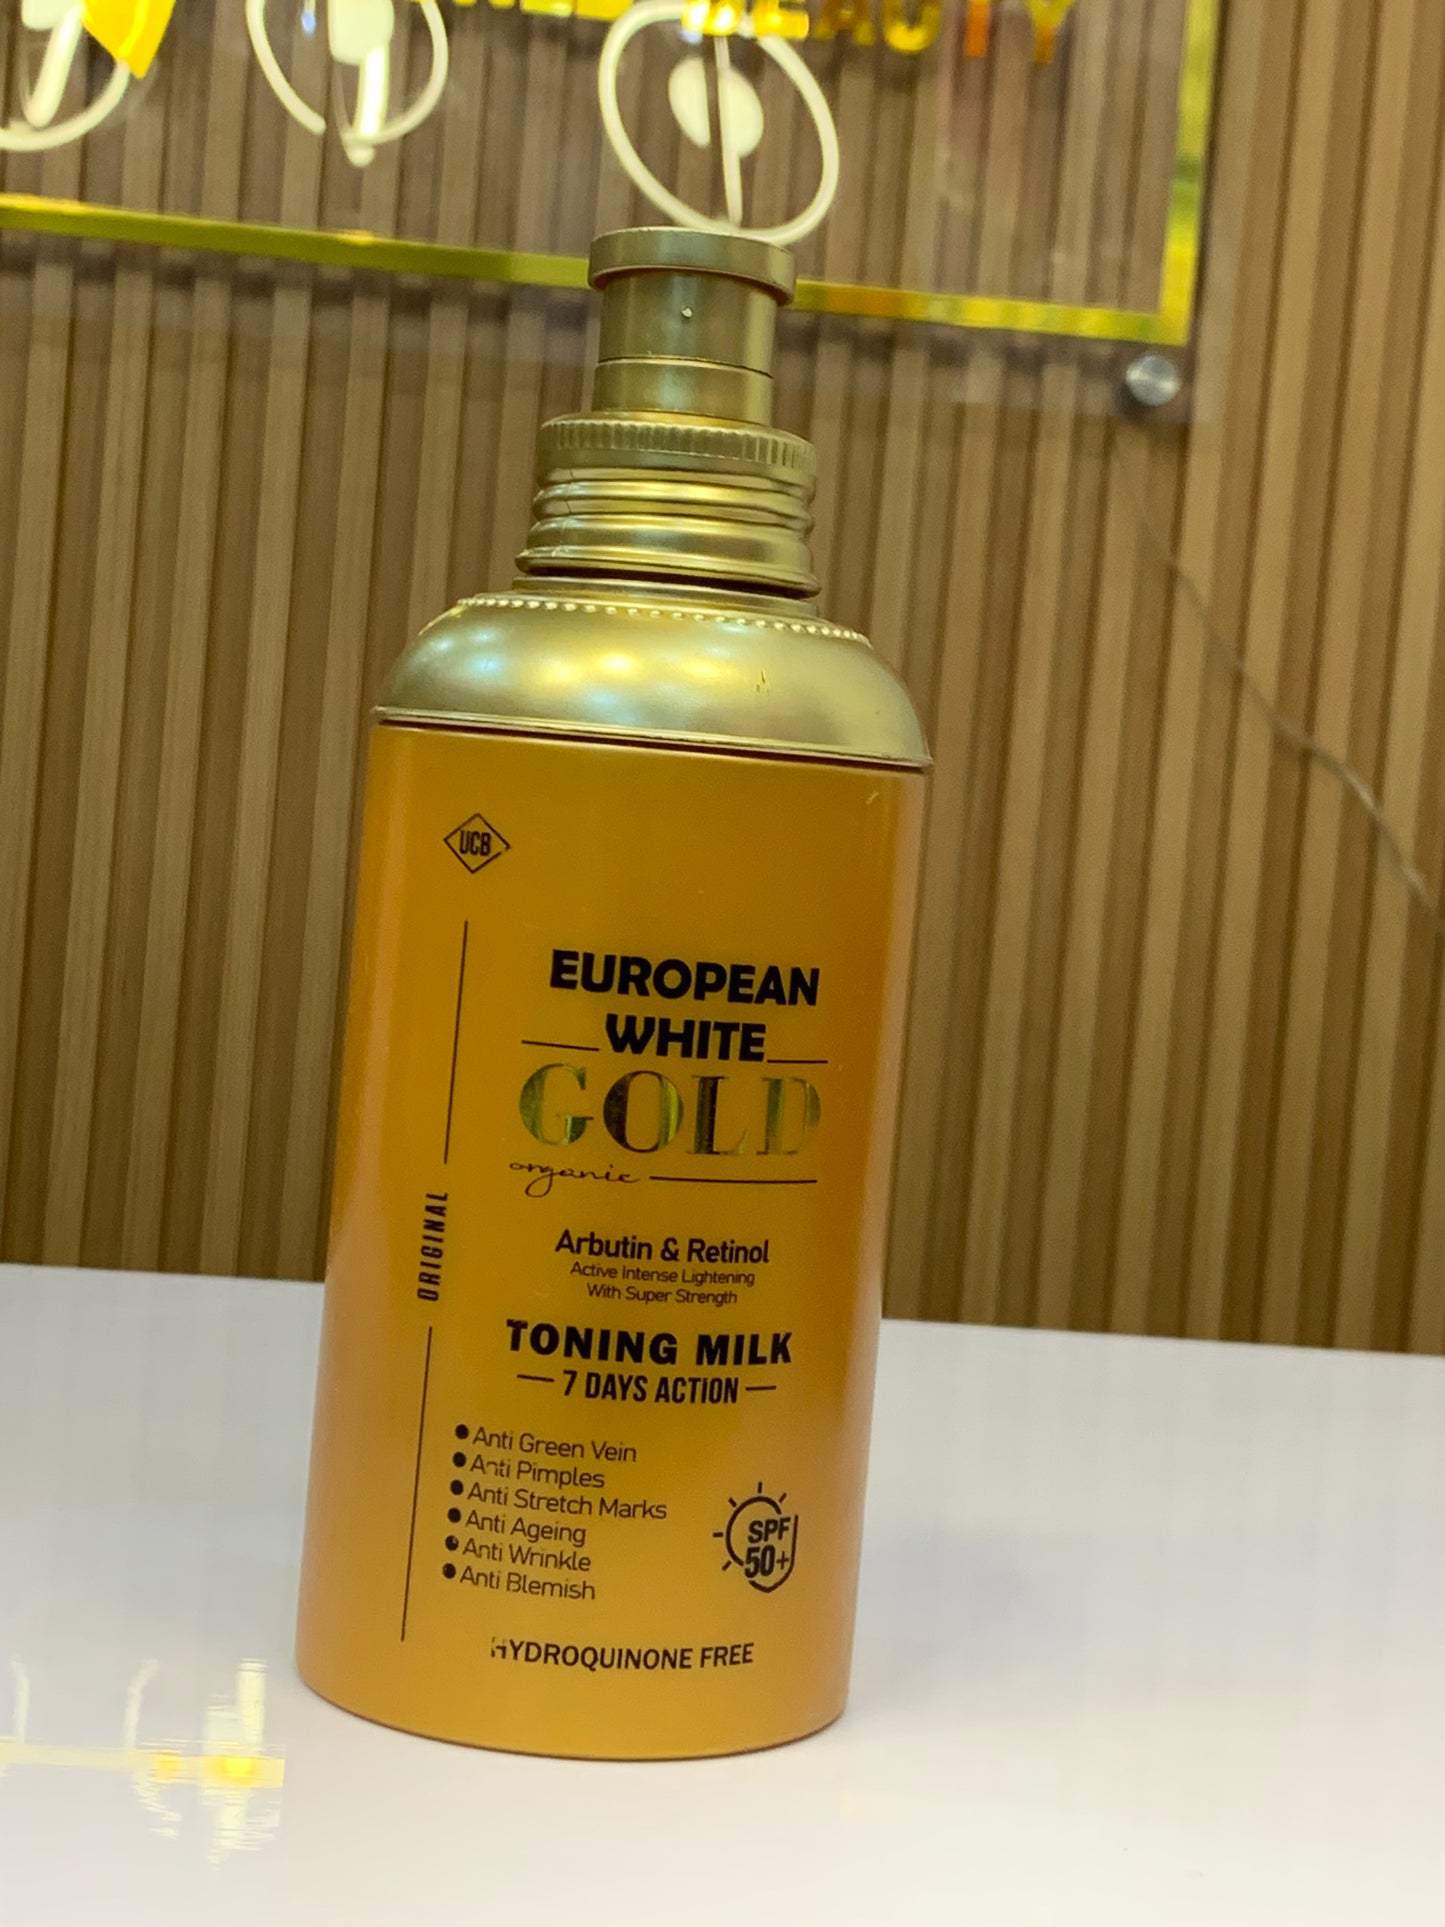 BEAUTY
UCB
EUROPEAN
WHITE
GOLD
organic
ORIGINAL
Arbutin & Retinol
Active Intense Lightening
With Super Strength
TONING MILK
7 DAYS ACTION
Anti Green Vein
Anti Pimples
Anti Stretch Marks
Anti Ageing
Anti Wrinkle
Anti Blemish
SPF
50+
HYDROQUINONE FREE